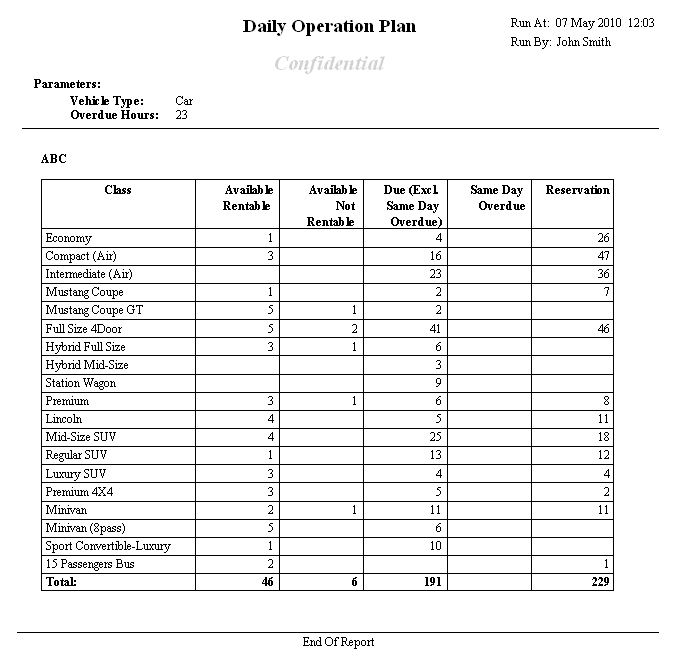 Daily Operation Plan
Run At: 07 May 2010 12:03
Run By: John Smith
Confidential
Parameters:
Vehicle Type: Car
Overdue Hours: 23
ABC
Class Available Available Due (Excl. Same Day Reservation
Rentable Not Same Day Overdue
Rentable Overdue)
Economy 1 4 26
Compact (Air) 3 16 47
Intermediate (Air) 23 36
Mustang Coupe 1 2 7
Mustang Coupe GT 5 1 2
Full Size 4Door 5 2 41 46
Hybrid Full Size 3 1 6
Hybrid Mid-Size 3
Station Wagon 9
Premium 3 1 6 8
Lincoln 4 5 11
Mid-Size SUV 4 25 18
Regular SUV 1 13 12
Luxury SUV 3 4 4
Premium 4X4 3 5 2
Minivan 2 1 11 11
Minivan (8pass) 5 6
Sport Convertible-Luxury 1 10
15 Passengers Bus 2 1
Total: 46 6 191 229
End Of Report